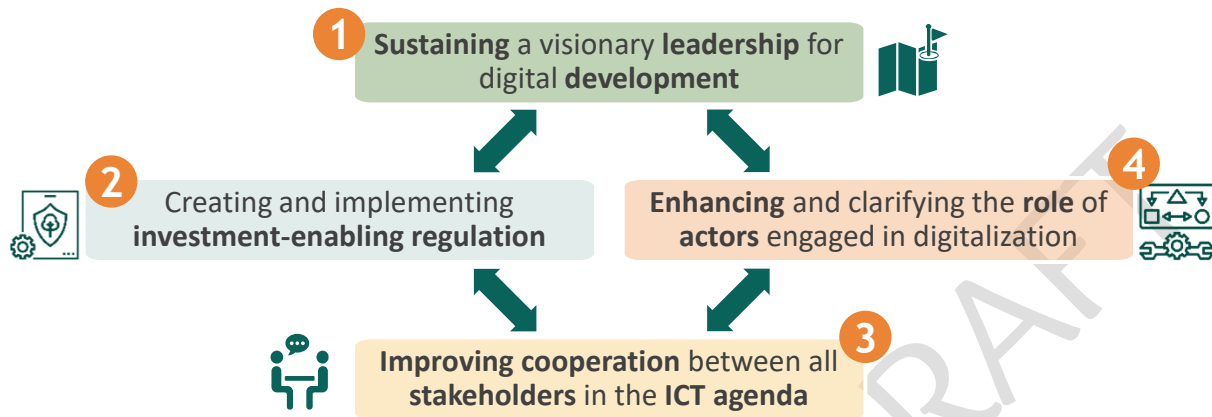 1
Sustaining a visionary leadership for
digital development
2
Creating and implementing
investment-enabling regulation
4
Enhancing and clarifying the role of
actors engaged in digitalization
3
Improving cooperation between all
stakeholders in the ICT agenda
DRAFT